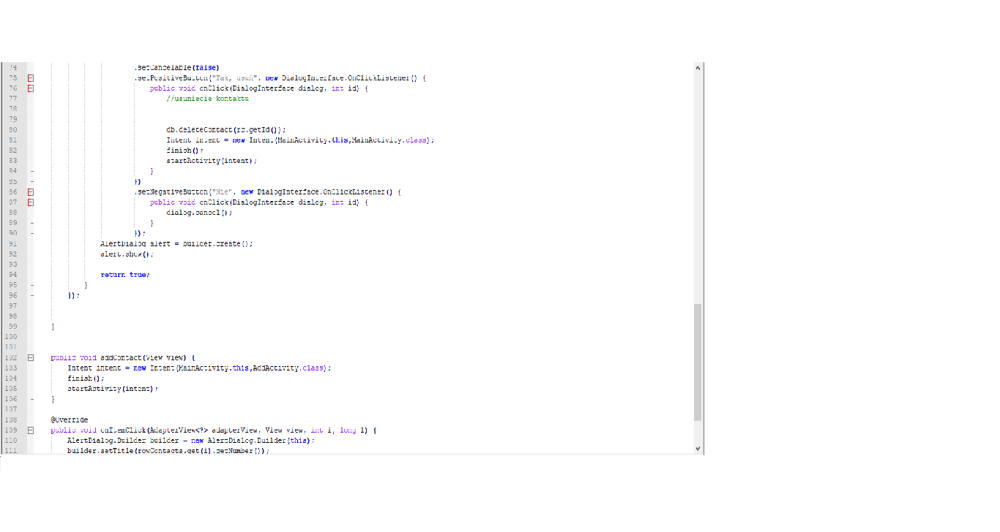 74 .setCancelable(false)
75 .setPositiveButton("Tak, usuń", new DialogInterface.OnClickListener() {
76 public void onClick(DialogInterface dialog, int id) {
77 //usuniecie kontaktu
78
79
80 db.deleteContact(rc.getId());
81 Intent intent = new Intent(MainActivity.this,MainActivity.class);
82 finish();
83 startActivity(intent);
84 }
85 })
86 .setNegativeButton("Nie", new DialogInterface.OnClickListener() {
87 public void onClick(DialogInterface dialog, int id) {
88 dialog.cancel();
89 }
90 });
91 AlertDialog alert = builder.create();
92 alert.show();
93
94 return true;
95 }
96 });
97
98
99 }
100
101
102 public void addContact(View view) {
103 Intent intent = new Intent(MainActivity.this,AddActivity.class);
104 finish();
105 startActivity(intent);
106 }
107
108 @Override
109 public void onItemClick(AdapterView<?> adapterView, View view, int i, long l) {
110 AlertDialog.Builder builder = new AlertDialog.Builder(this);
111 builder.setTitle(rowContacts.get(i).getNumber());